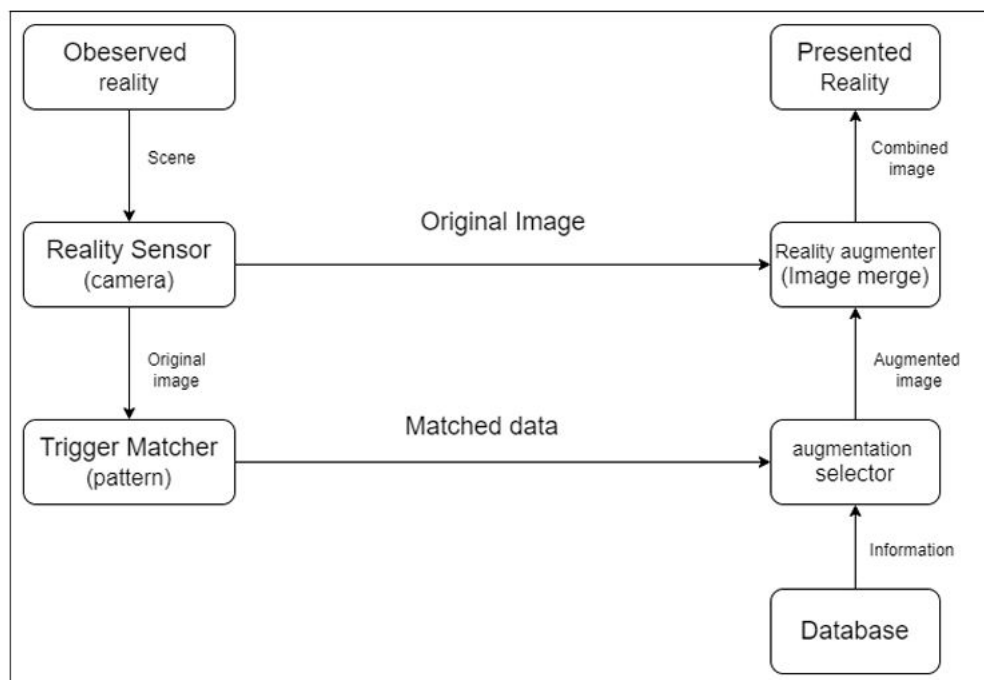 Obeserved
reality
Presented
Reality
Scene
Combined
image
Original Image
Reality Sensor
(camera)
Reality augmenter
(Image merge)
Original
image
Augmented
image
Matched data
Trigger Matcher
(pattern)
augmentation
selector
Information
Database